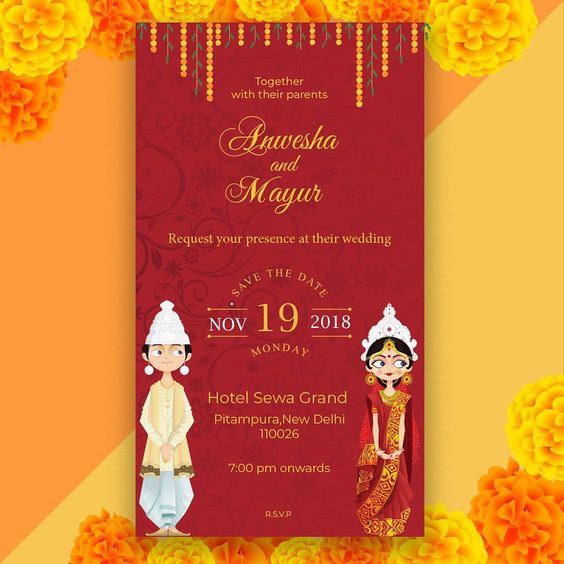 Together
with their parents
Anwesha
and
Mayur
Request your presence at their wedding
SAVE THE DATE
NOV 19 2018
MONDAY
Hotel Sewa Grand
Pitampura,New Delhi
110026
7:00 pm onwards
R.S.V.P